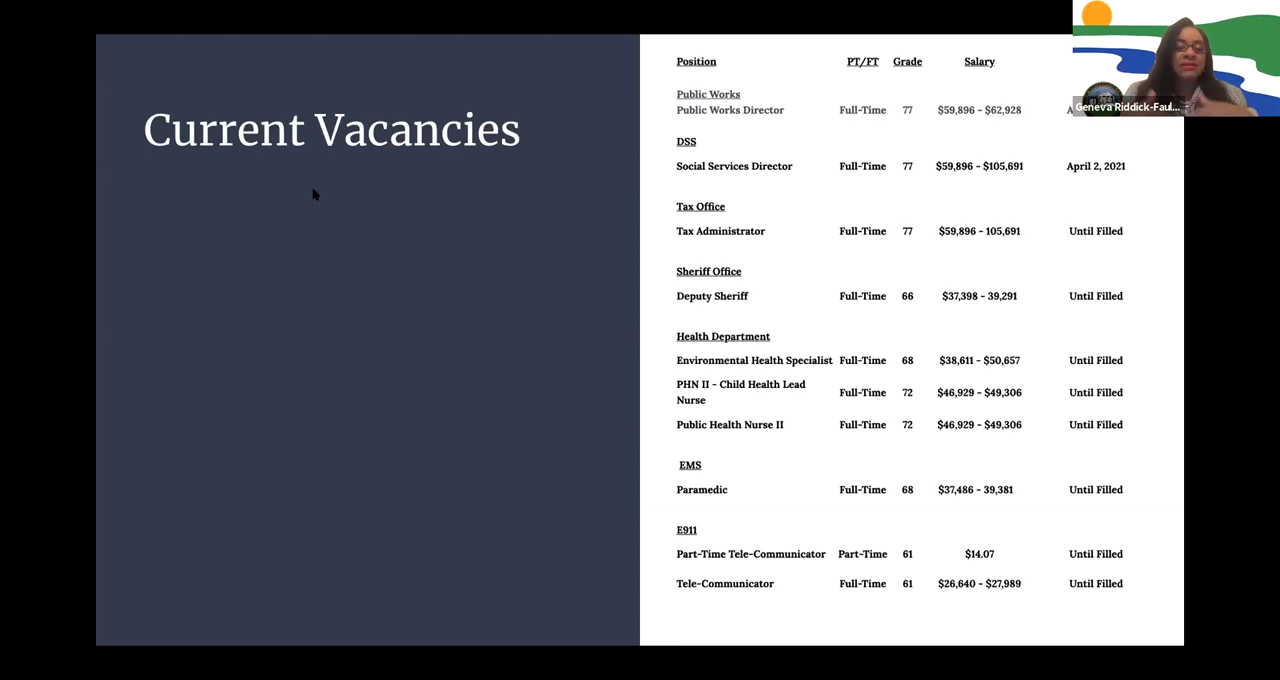 Current Vacancies
Position PT/FT Grade Salary
Public Works
Public Works Director Full-Time 77 $59,896 - $62,928
DSS
Social Services Director Full-Time 77 $59,896 - $105,691 April 2, 2021
Tax Office
Tax Administrator Full-Time 77 $59,896 - 105,691 Until Filled
Sheriff Office
Deputy Sheriff Full-Time 66 $37,398 - 39,291 Until Filled
Health Department
Environmental Health Specialist Full-Time 68 $38,611 - $50,657 Until Filled
PHN II - Child Health Lead
Nurse Full-Time 72 $46,929 - $49,306 Until Filled
Public Health Nurse II Full-Time 72 $46,929 - $49,306 Until Filled
EMS
Paramedic Full-Time 68 $37,486 - 39,381 Until Filled
E911
Part-Time Tele-Communicator Part-Time 61 $14.07 Until Filled
Tele-Communicator Full-Time 61 $26,640 - $27,989 Until Filled
Geneva Riddick-Faul...